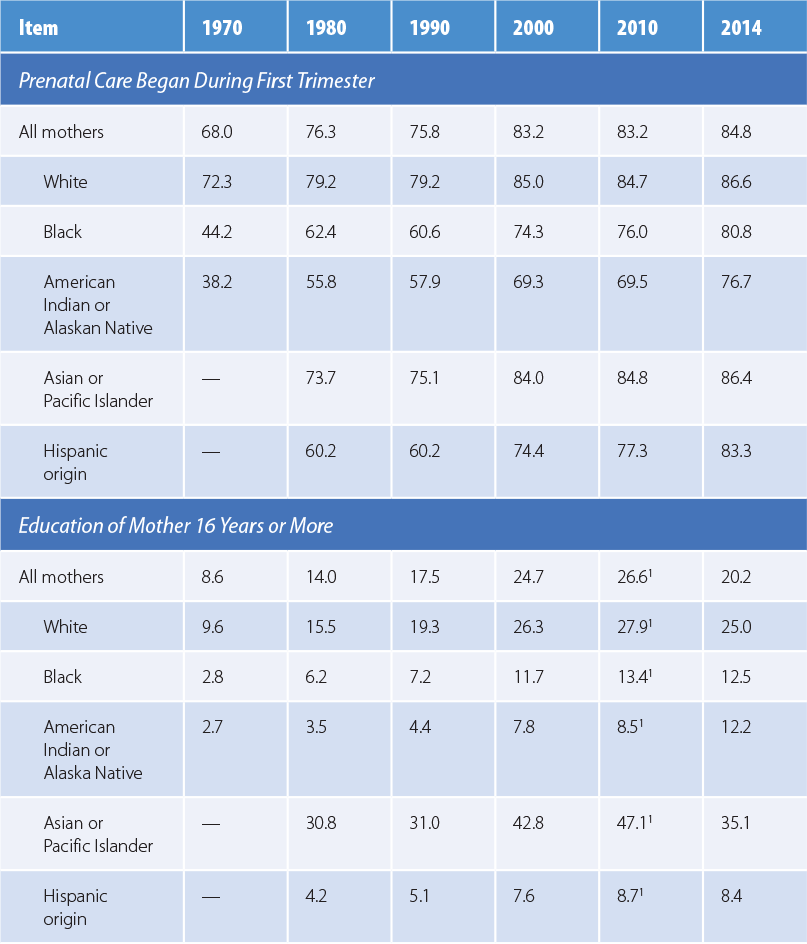 Item 1970 1980 1990 2000 2010 2014
Prenatal Care Began During First Trimester
All mothers 68.0 76.3 75.8 83.2 83.2 84.8
White 72.3 79.2 79.2 85.0 84.7 86.6
Black 44.2 62.4 60.6 74.3 76.0 80.8
American 38.2 55.8 57.9 69.3 69.5 76.7
Indian or
Alaskan Native
Asian or — 73.7 75.1 84.0 84.8 86.4
Pacific Islander
Hispanic — 60.2 60.2 74.4 77.3 83.3
origin
Education of Mother 16 Years or More
All mothers 8.6 14.0 17.5 24.7 26.6¹ 20.2
White 9.6 15.5 19.3 26.3 27.9¹ 25.0
Black 2.8 6.2 7.2 11.7 13.4¹ 12.5
American 2.7 3.5 4.4 7.8 8.5¹ 12.2
Indian or
Alaska Native
Asian or — 30.8 31.0 42.8 47.1¹ 35.1
Pacific Islander
Hispanic — 4.2 5.1 7.6 8.7¹ 8.4
origin